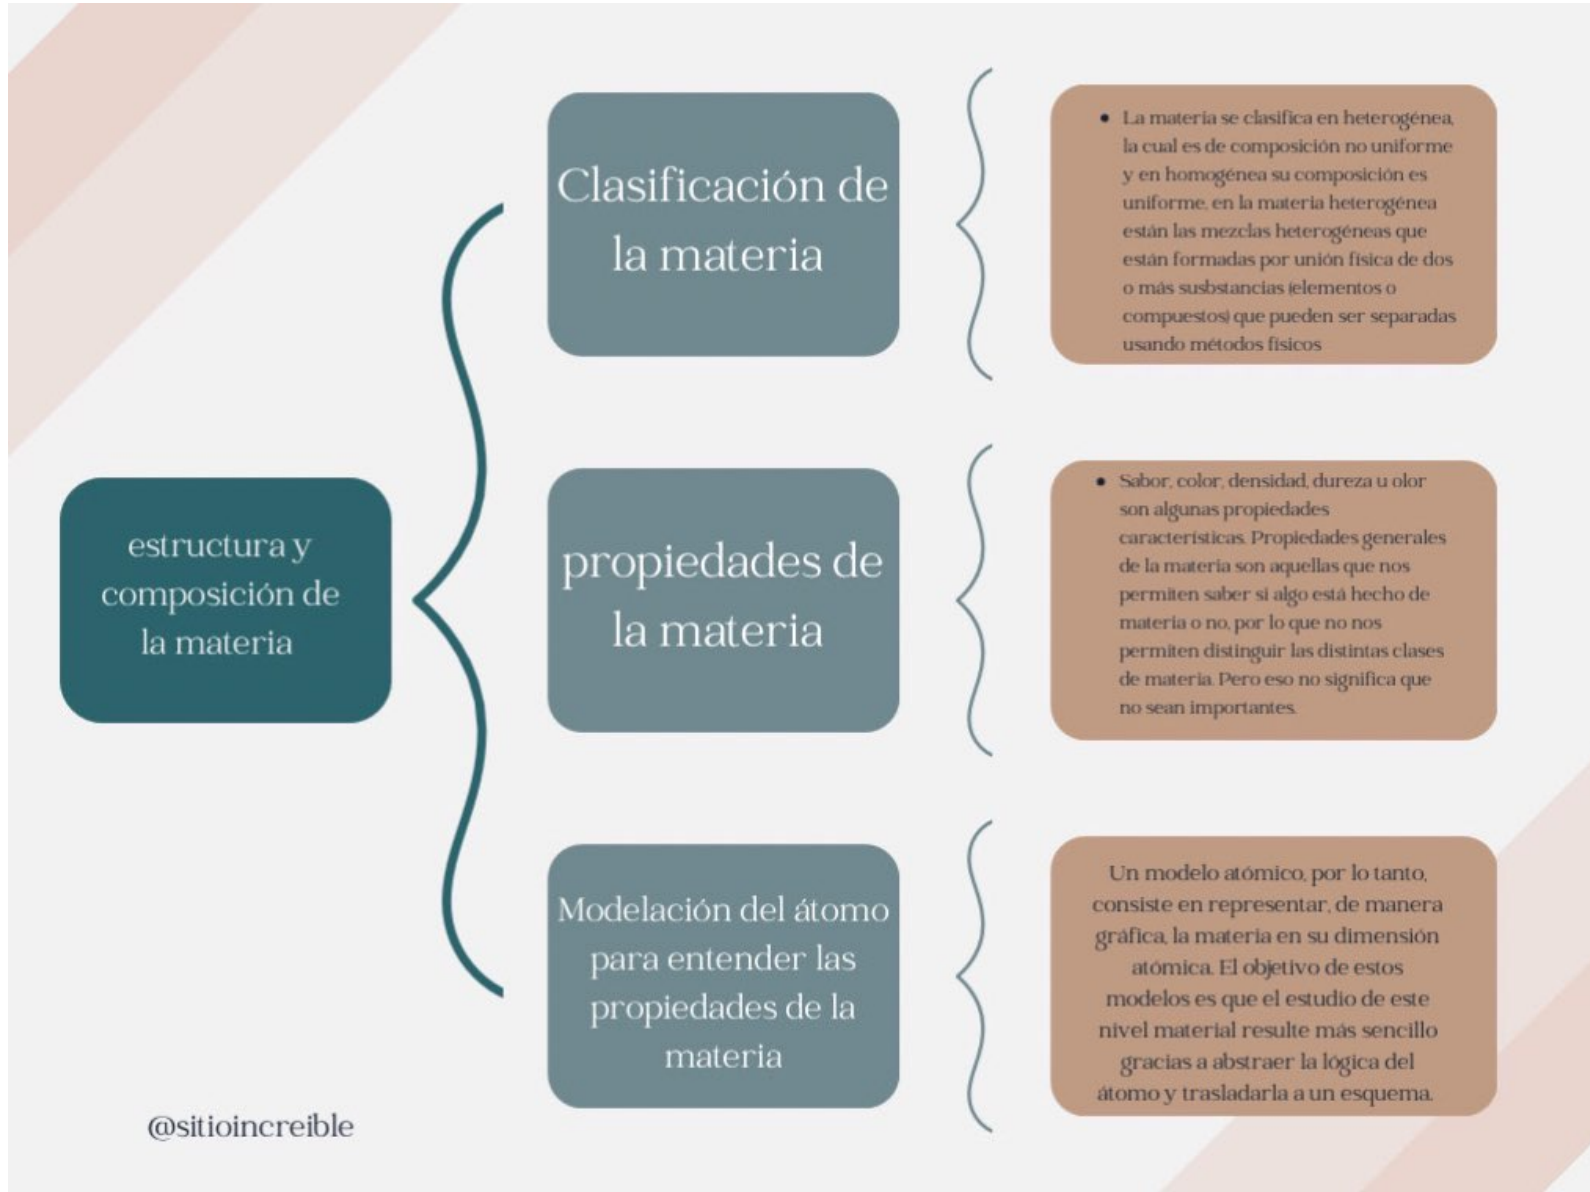 estructura y
composición de
la materia
Clasificación de
la materia
• La materia se clasifica en heterogénea,
la cual es de composición no uniforme
y en homogénea su composición es
uniforme, en la materia heterogénea
están las mezclas heterogéneas que
están formadas por unión física de dos
o más susbstancias (elementos o
compuestos) que pueden ser separadas
usando métodos físicos
propiedades de
la materia
• Sabor, color, densidad, dureza u olor
son algunas propiedades
características. Propiedades generales
de la materia son aquellas que nos
permiten saber si algo está hecho de
materia o no, por lo que no nos
permiten distinguir las distintas clases
de materia. Pero eso no significa que
no sean importantes.
Modelación del átomo
para entender las
propiedades de la
materia
Un modelo atómico, por lo tanto,
consiste en representar, de manera
gráfica, la materia en su dimensión
atómica. El objetivo de estos
modelos es que el estudio de este
nivel material resulte más sencillo
gracias a abstraer la lógica del
átomo y trasladarla a un esquema.
@sitioincreible